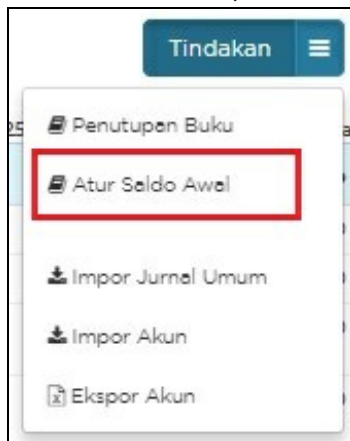 Tindakan
Penutupan Buku
Atur Saldo Awal
Impor Jurnal Umum
Impor Akun
Ekspor Akun